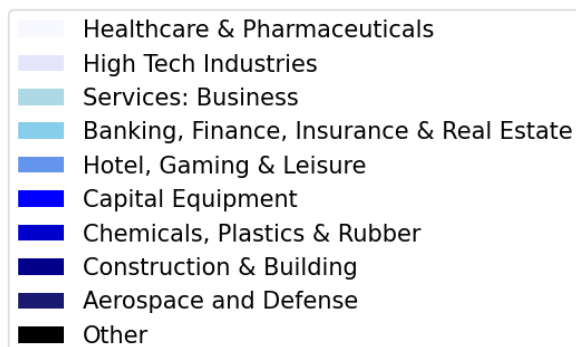 Healthcare & Pharmaceuticals
High Tech Industries
Services: Business
Banking, Finance, Insurance & Real Estate
Hotel, Gaming & Leisure
Capital Equipment
Chemicals, Plastics & Rubber
Construction & Building
Aerospace and Defense
Other